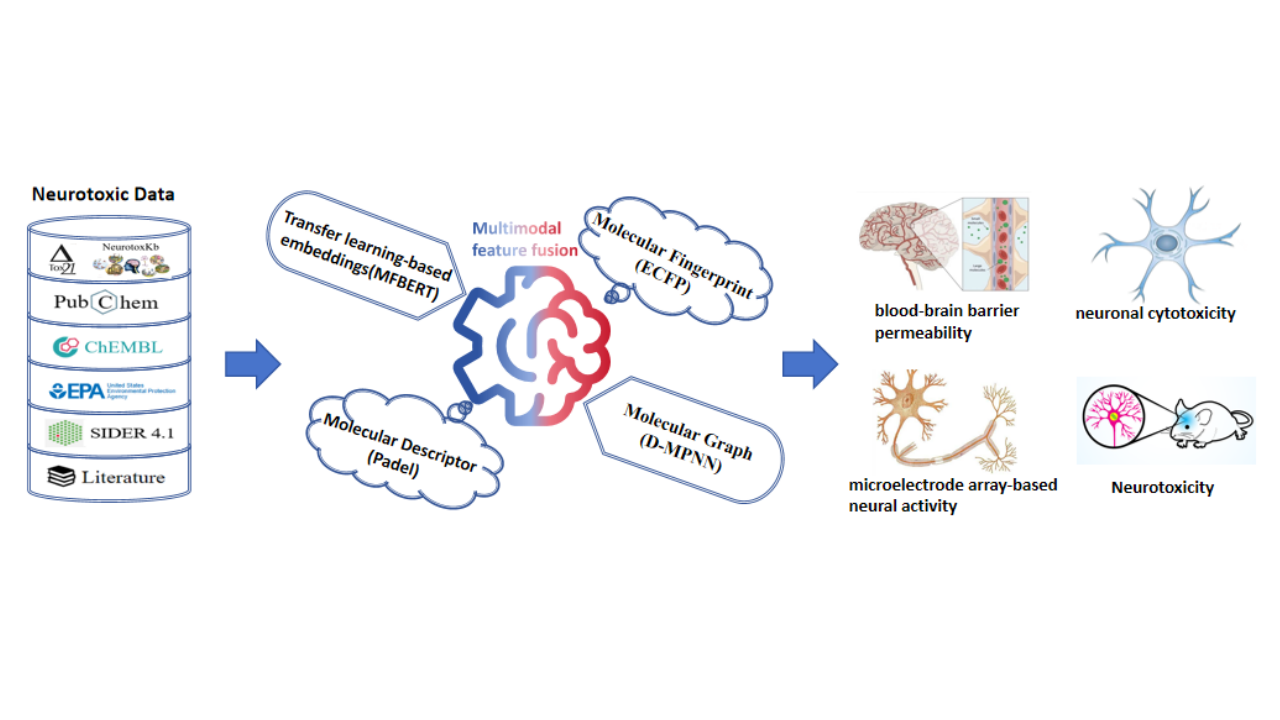 Neurotoxic Data
Tox21
NeurotoxKb
PubChem
ChEMBL
EPA
United States
Environmental Protection
Agency
SIDER 4.1
Literature
Transfer learning-based
embeddings(MFBERT)
Multimodal
feature fusion
Molecular Fingerprint
(ECFP)
Molecular Descriptor
(Padel)
Molecular Graph
(D-MPNN)
blood-brain barrier
permeability
neuronal cytotoxicity
microelectrode array-based
neural activity
Neurotoxicity